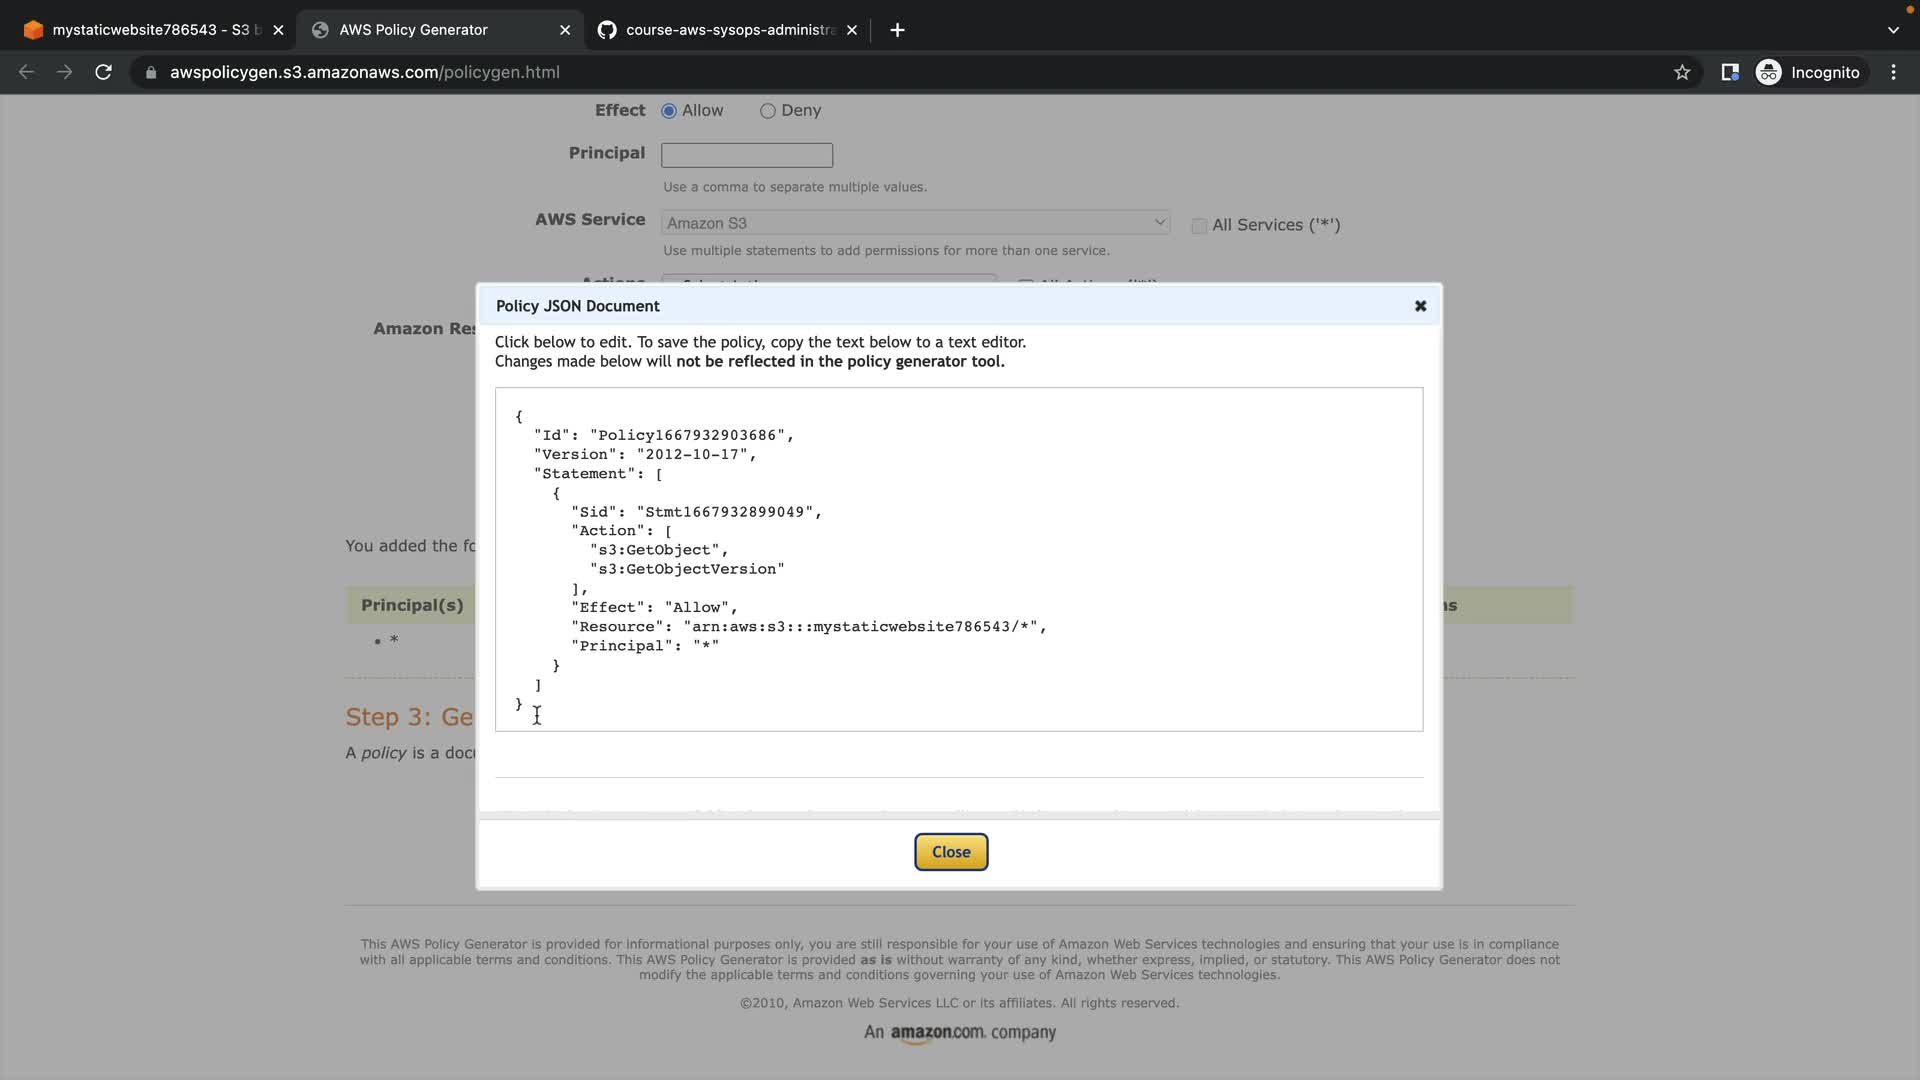 mystaticwebsite786543 - S3 b
AWS Policy Generator
course-aws-sysops-administra
awspolicygen.s3.amazonaws.com/policygen.html
Incognito
Effect Allow Deny
Principal
Use a comma to separate multiple values.
AWS Service Amazon S3 All Services ('*')
Use multiple statements to add permissions for more than one service.
Amazon Res
Policy JSON Document
Click below to edit. To save the policy, copy the text below to a text editor.
Changes made below will not be reflected in the policy generator tool.
{
"Id": "Policy1667932903686",
"Version": "2012-10-17",
"Statement": [
{
"Sid": "Stmt1667932899049",
"Action": [
"s3:GetObject",
"s3:GetObjectVersion"
],
"Effect": "Allow",
"Resource": "arn:aws:s3:::mystaticwebsite786543/*",
"Principal": "*"
}
]
}
You added the fo
Principal(s) ns
• *
Step 3: Ge
A policy is a docu
Close
This AWS Policy Generator is provided for informational purposes only, you are still responsible for your use of Amazon Web Services technologies and ensuring that your use is in compliance
with all applicable terms and conditions. This AWS Policy Generator is provided as is without warranty of any kind, whether express, implied, or statutory. This AWS Policy Generator does not
modify the applicable terms and conditions governing your use of Amazon Web Services technologies.
©2010, Amazon Web Services LLC or its affiliates. All rights reserved.
An amazon.com. company